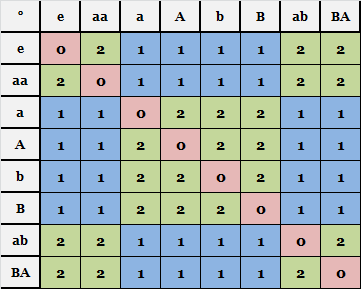 ° e aa a A b B ab BA
e 0 2 1 1 1 1 2 2
aa 2 0 1 1 1 1 2 2
a 1 1 0 2 2 2 1 1
A 1 1 2 0 2 2 1 1
b 1 1 2 2 0 2 1 1
B 1 1 2 2 2 0 1 1
ab 2 2 1 1 1 1 0 2
BA 2 2 1 1 1 1 2 0